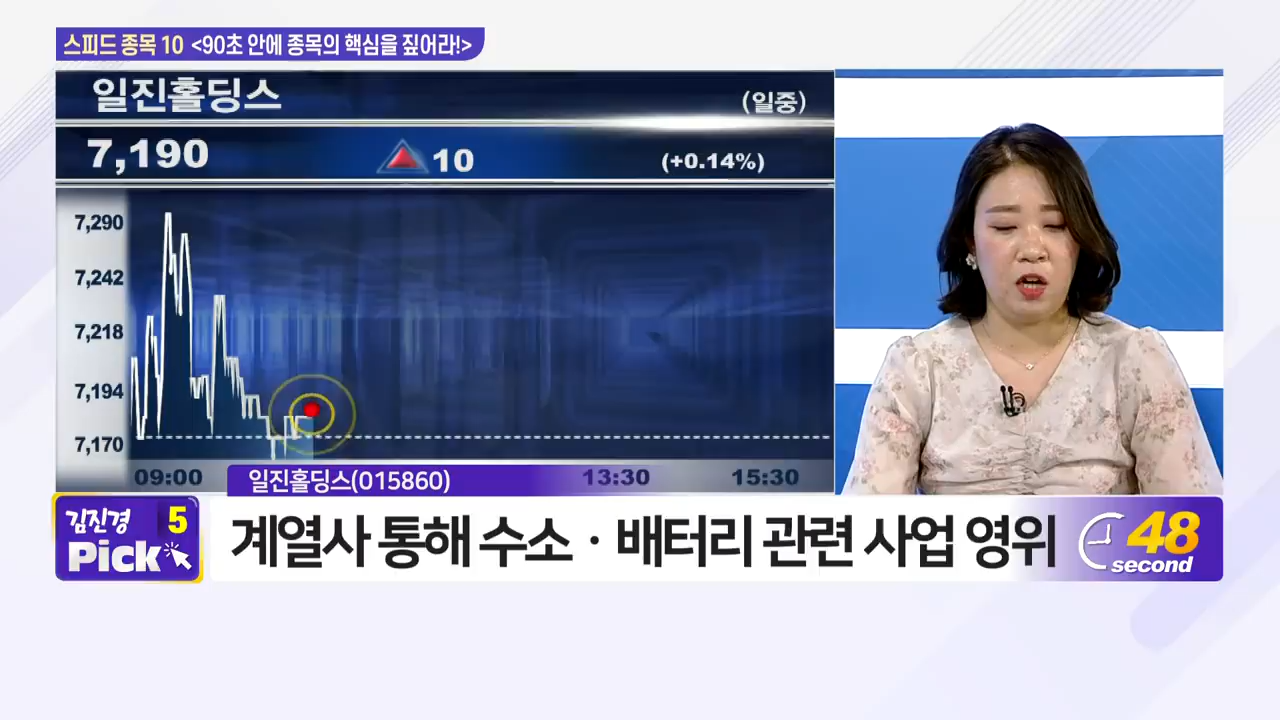 스피드 종목 10 <90초 안에 종목의 핵심을 짚어라!>
일진홀딩스
(일중)
7,190
10
(+0.14%)
7,290
7,242
7,218
7,194
7,170
09:00
13:30
15:30
일진홀딩스(015860)
김진경 5
Pick
계열사 통해 수소 · 배터리 관련 사업 영위
48
second